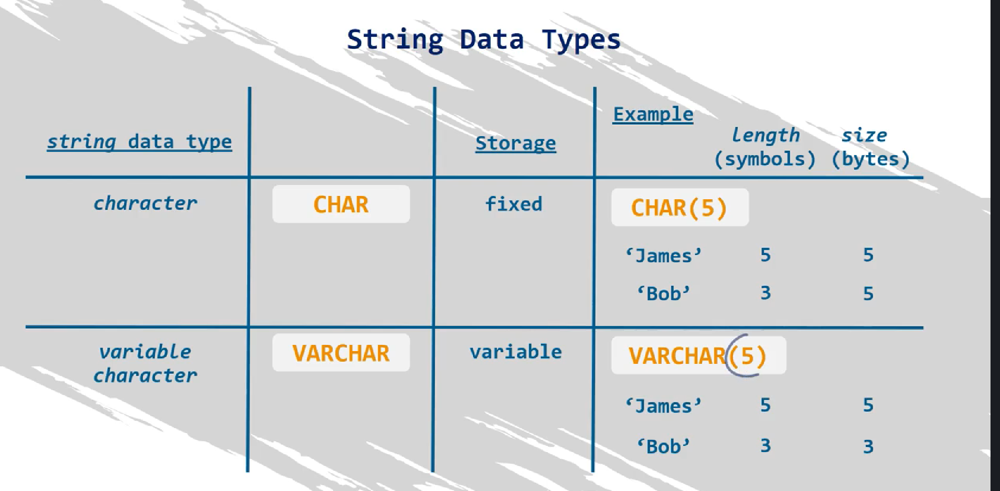 String Data Types
string data type
Storage
Example
length
(symbols)
size
(bytes)
character
CHAR
fixed
CHAR(5)
‘James’ 5 5
‘Bob’ 3 5
variable
character
VARCHAR
variable
VARCHAR(5)
‘James’ 5 5
‘Bob’ 3 3